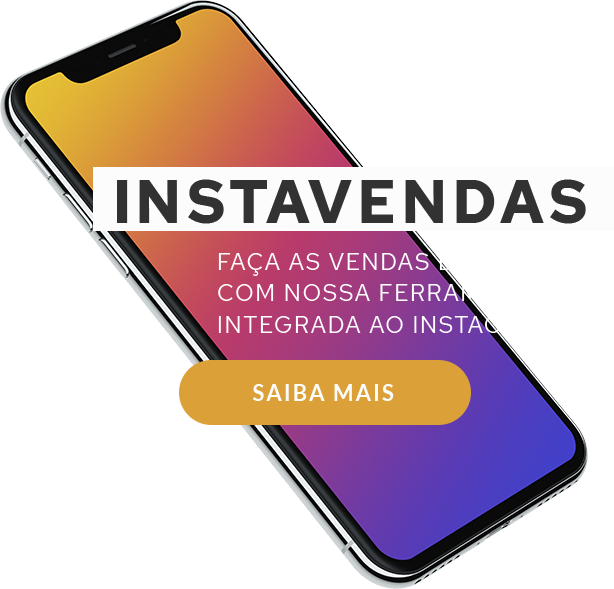 INSTAVENDAS
FAÇA AS VENDAS
COM NOSSA
INTEGRADA AO
SAIBA MAIS